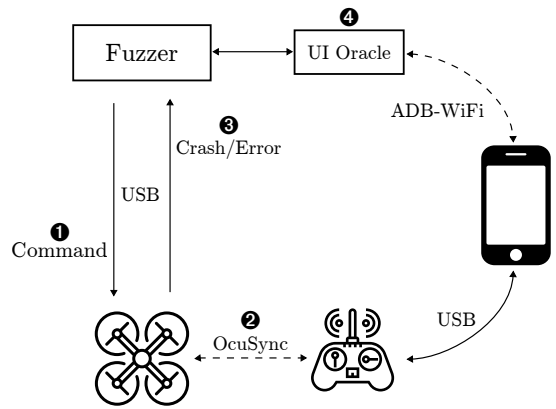 ❹
Fuzzer
UI Oracle
ADB-WiFi
❸
Crash/Error
USB
❶
Command
❷
OcuSync
USB